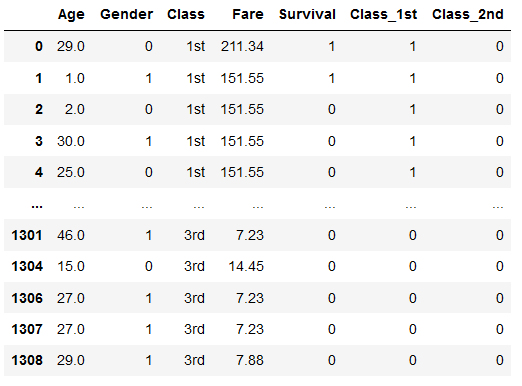 Age Gender Class Fare Survival Class_1st Class_2nd
0 29.0 0 1st 211.34 1 1 0
1 1.0 1 1st 151.55 1 1 0
2 2.0 0 1st 151.55 0 1 0
3 30.0 1 1st 151.55 0 1 0
4 25.0 0 1st 151.55 0 1 0
... ... ... ... ... ... ... ...
1301 46.0 1 3rd 7.23 0 0 0
1304 15.0 0 3rd 14.45 0 0 0
1306 27.0 1 3rd 7.23 0 0 0
1307 27.0 1 3rd 7.23 0 0 0
1308 29.0 1 3rd 7.88 0 0 0